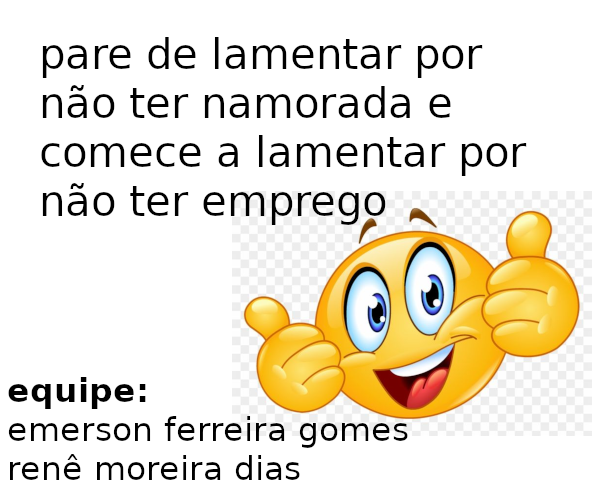 pare de lamentar por
não ter namorada e
comece a lamentar por
não ter emprego
equipe:
emerson ferreira gomes
renê moreira dias